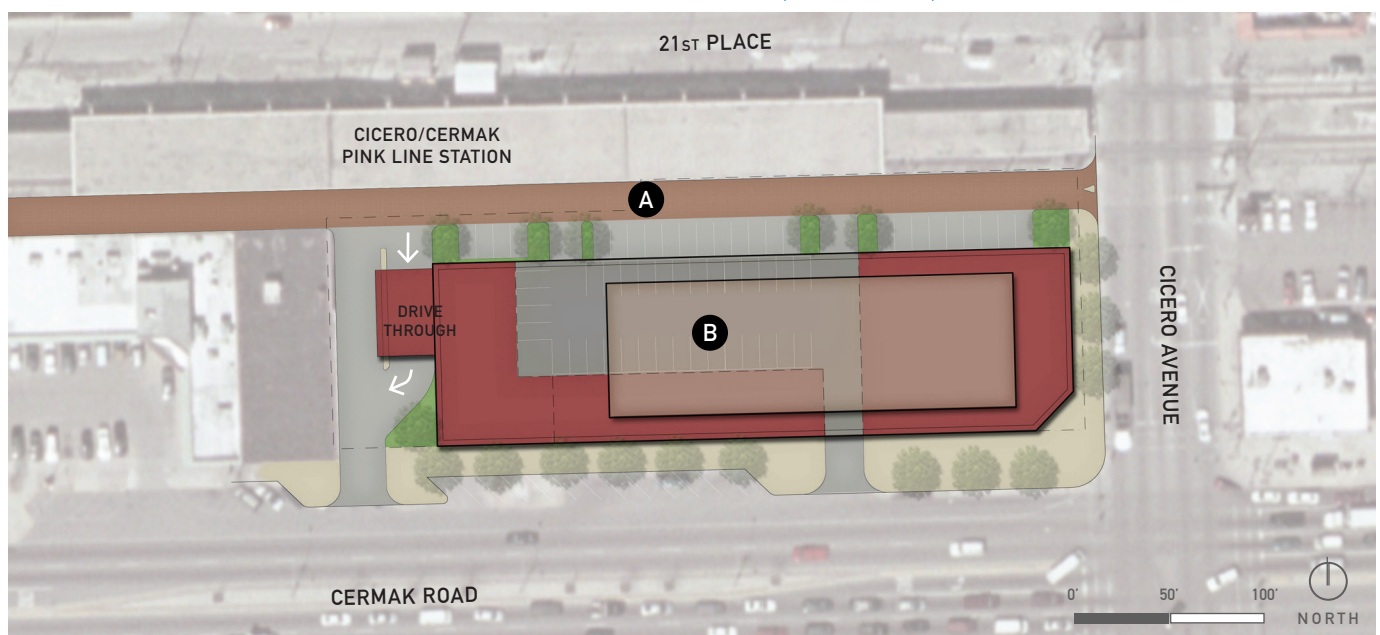 21ST PLACE
CICERO/CERMAK
PINK LINE STATION
A
DRIVE
THROUGH
B
CICERO AVENUE
CERMAK ROAD
0' 50' 100'
NORTH